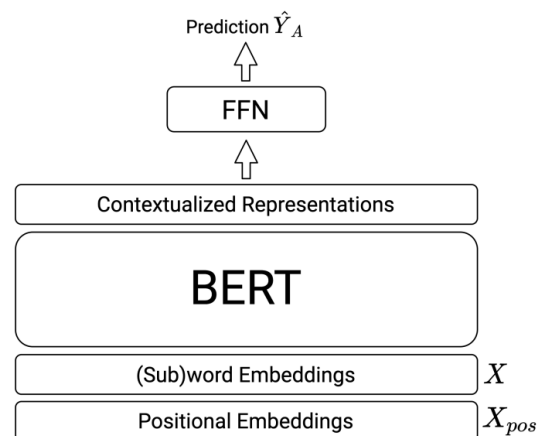 Prediction Ŷ_A
FFN
Contextualized Representations
BERT
(Sub)word Embeddings X
Positional Embeddings X_pos